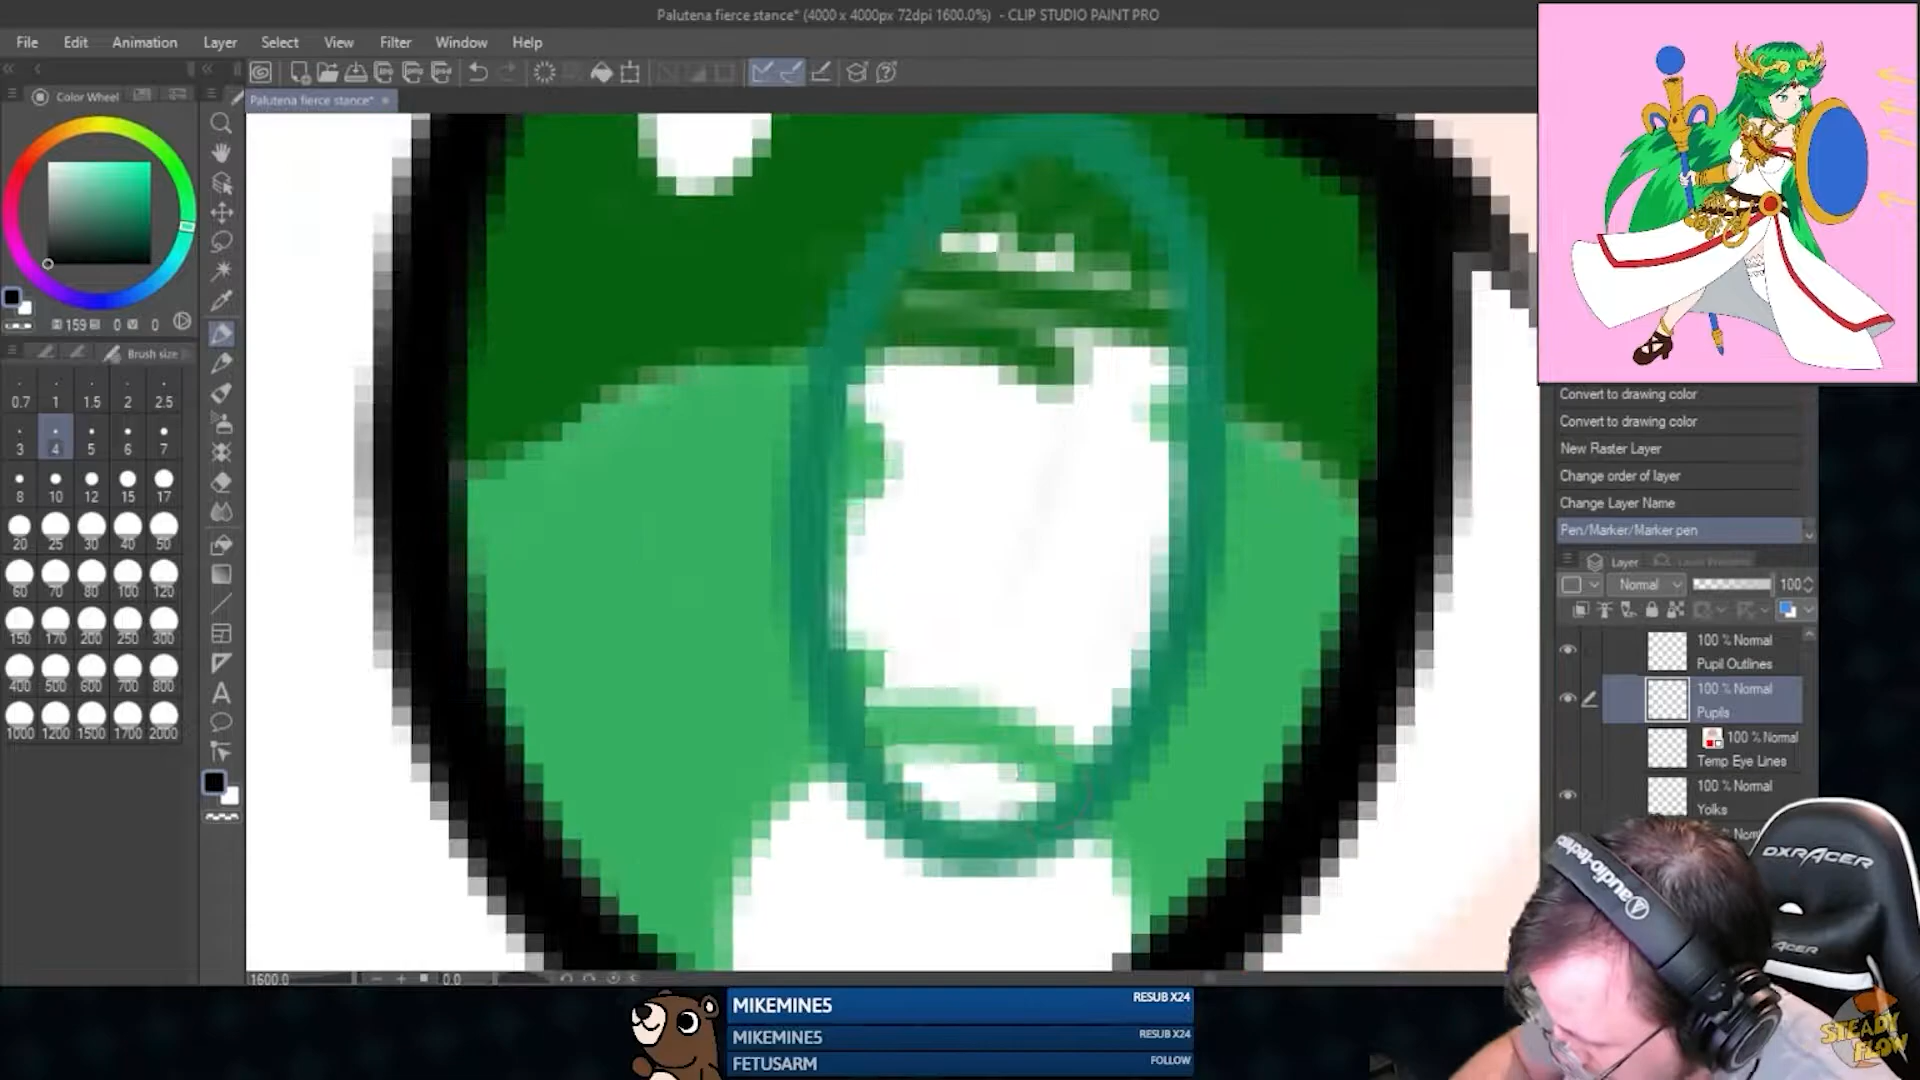 Palutena fierce stance* (4000 x 4000px 72dpi 1600.0%) - CLIP STUDIO PAINT PRO
File Edit Animation Layer Select View Filter Window Help
Color Wheel
Palutena fierce stance*
159 0 V 0
Brush size
0.7 1 1.5 2 2.5
3 4 5 6 7
8 10 12 15 17
20 25 30 40 50
60 70 80 100 120
150 170 200 250 300
400 500 600 700 800
1000 1200 1500 1700 2000
Convert to drawing color
Convert to drawing color
New Raster Layer
Change order of layer
Change Layer Name
Pen/Marker/Marker pen
Layer
Normal 100
100 % Normal
Pupil Outlines
100 % Normal
Pupils
100 % Normal
Temp Eye Lines
100 % Normal
Yolks
1600.0 0.0
MIKEMINE5 RESUB X24
MIKEMINE5 RESUB X24
FETUSARM FOLLOW
audio-technica
DXRACER
STEADY
FLOW